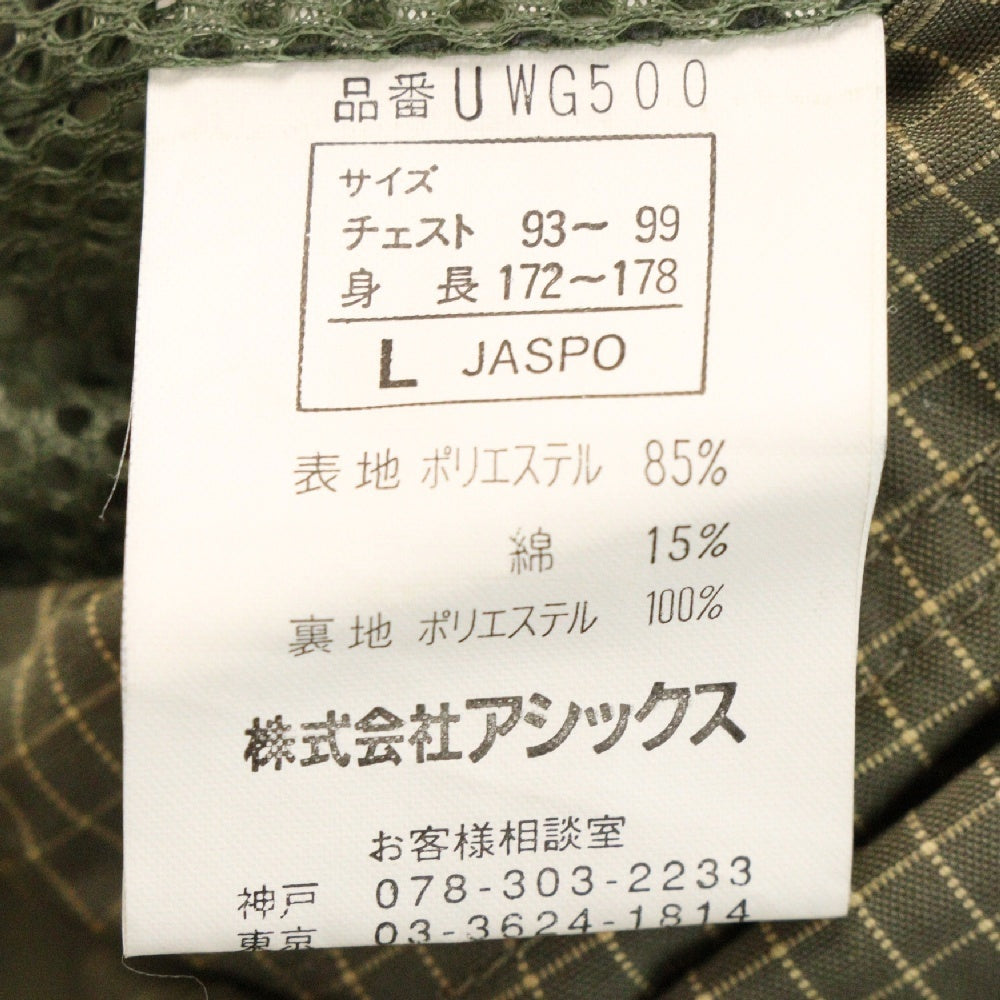 品番UWG500
サイズ
チェスト 93〜 99
身 長 172〜178
L JASPO
表地 ポリエステル 85%
綿 15%
裏地 ポリエステル 100%
株式会社アシックス
お客様相談室
神戸 078-303-2233
東京 03-3624-1814